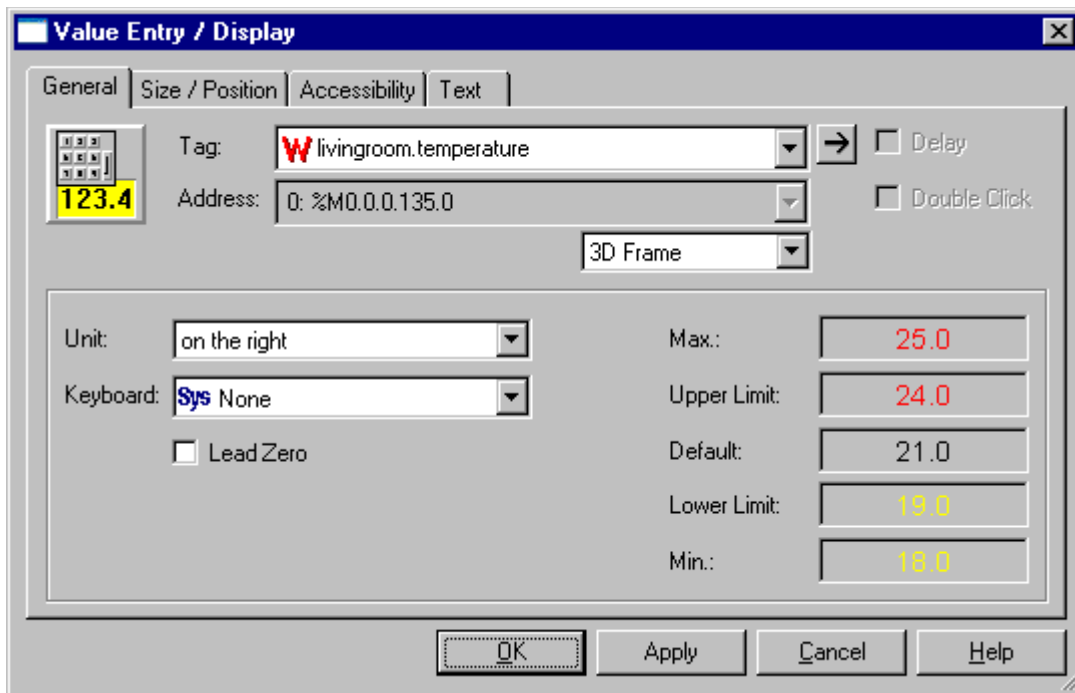 Value Entry / Display
General Size / Position Accessibility Text
Tag: W livingroom.temperature Delay
123.4
Address: 0: %M0.0.0.135.0 Double Click
3D Frame
Unit: on the right Max.: 25.0
Keyboard: Sys None Upper Limit: 24.0
Lead Zero Default: 21.0
Lower Limit: 19.0
Min.: 18.0
OK Apply Cancel Help